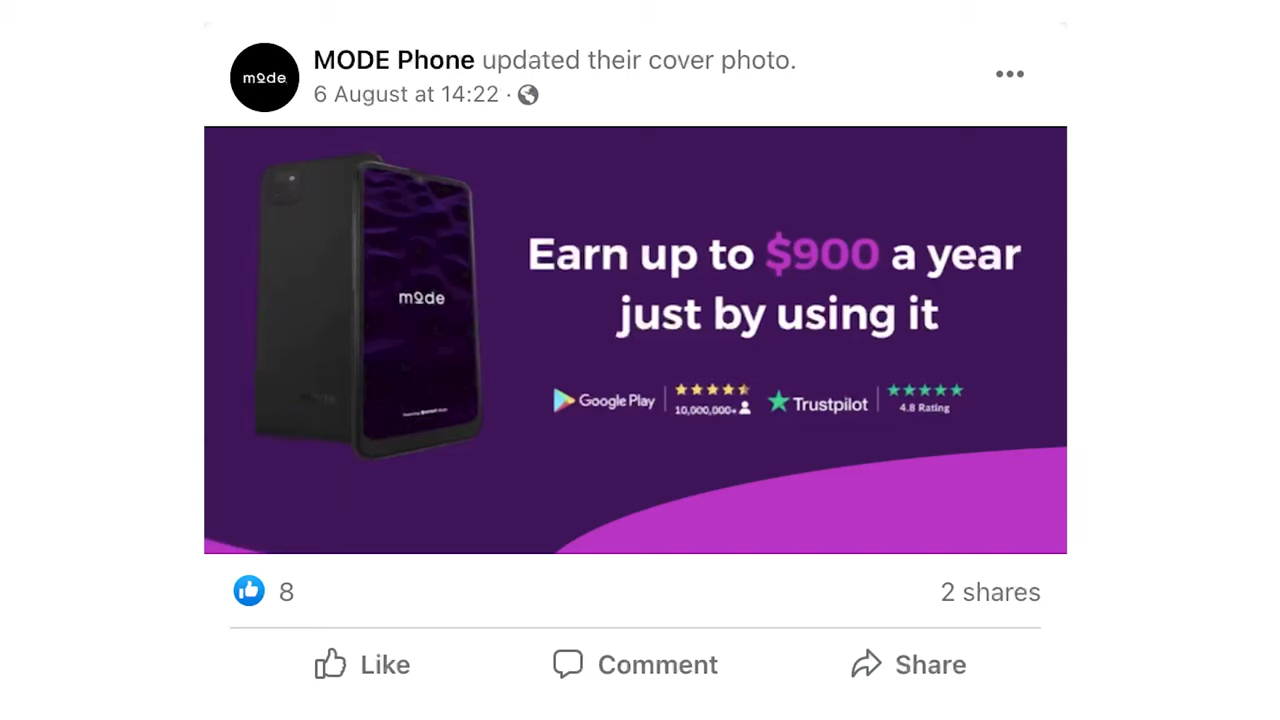 mode
MODE Phone updated their cover photo.
6 August at 14:22 ·
mode
Earn up to $900 a year
just by using it
Google Play
10,000,000+
Trustpilot
4.8 Rating
8
2 shares
Like
Comment
Share